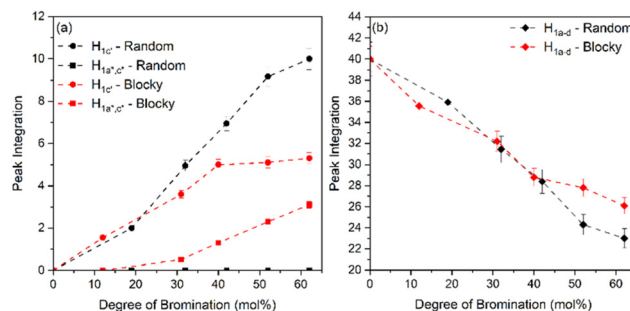 (a)
H1c' - Random
H1a*,c* - Random
H1c' - Blocky
H1a*,c* - Blocky
Peak Integration
10
8
6
4
2
0
0 10 20 30 40 50 60
Degree of Bromination (mol%)
(b)
H1a-d - Random
H1a-d - Blocky
Peak Integration
44
42
40
38
36
34
32
30
28
26
24
22
20
0 10 20 30 40 50 60
Degree of Bromination (mol%)